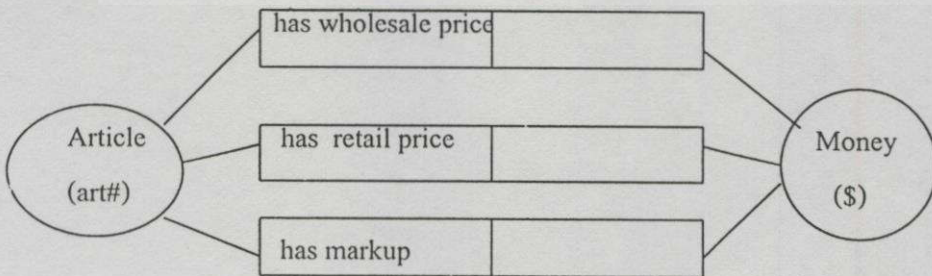 has wholesale price
Article
(art#)
has retail price
Money
($)
has markup